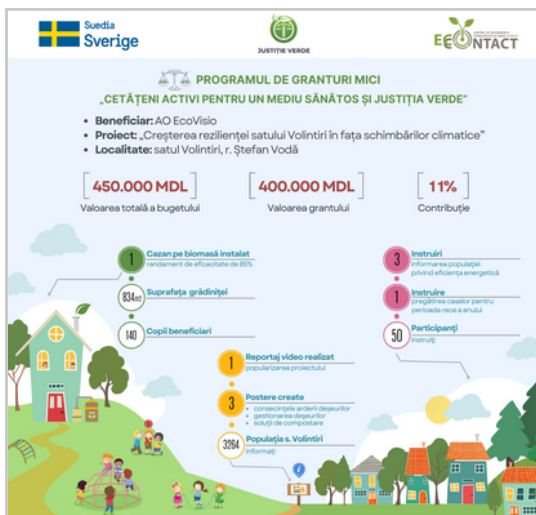 Suedia
Sverige
JUSTIȚIE VERDE
EECONTACT
PROGRAMUL DE GRANTURI MICI
„CETĂȚENI ACTIVI PENTRU UN MEDIU SĂNĂTOS ȘI JUSTIȚIA VERDE”
• Beneficiar: AO EcoVisio
• Proiect: „Creșterea rezilienței satului Volintiri în fața schimbărilor climatice”
• Localitate: satul Volintiri, r. Ștefan Vodă
450.000 MDL
Valoarea totală a bugetului
400.000 MDL
Valoarea grantului
11%
Contribuție
1
Cazan pe biomasă instalat
randament de eficacitate de 85%
834 m2
Suprafața grădiniței
140
Copii beneficiari
3
Instruiri
informarea populației
privind eficiența energetică
1
Instruire
pregătirea caselor pentru
perioada rece a anului
50
Participanți
instruiți
1
Reportaj video realizat
popularizarea proiectului
3
Postere create
• consecințele arderii deșeurilor
• gestionarea deșeurilor
• soluții de compostare
3264
Populația s. Volintiri
informați